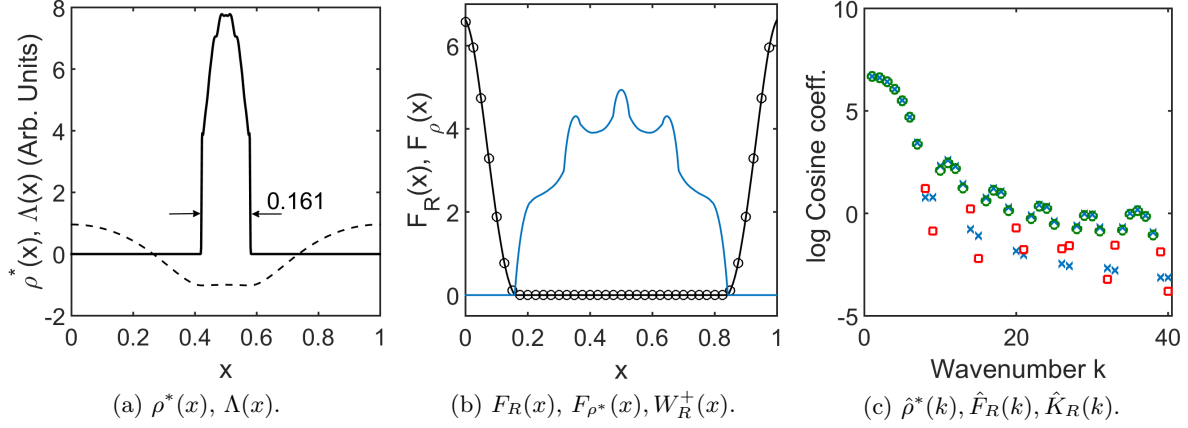 8
6
4
2
0
-2
ρ*(x), Λ(x) (Arb. Units)
0.161
0 0.2 0.4 0.6 0.8 1
x
(a) ρ*(x), Λ(x).
6
4
2
0
F_R(x), F_ρ(x)
0 0.2 0.4 0.6 0.8 1
x
(b) F_R(x), F_ρ*(x), W_R^+(x).
10
5
0
-5
log Cosine coeff.
0 20 40
Wavenumber k
(c) ρ̂*(k), F̂_R(k), K̂_R(k).